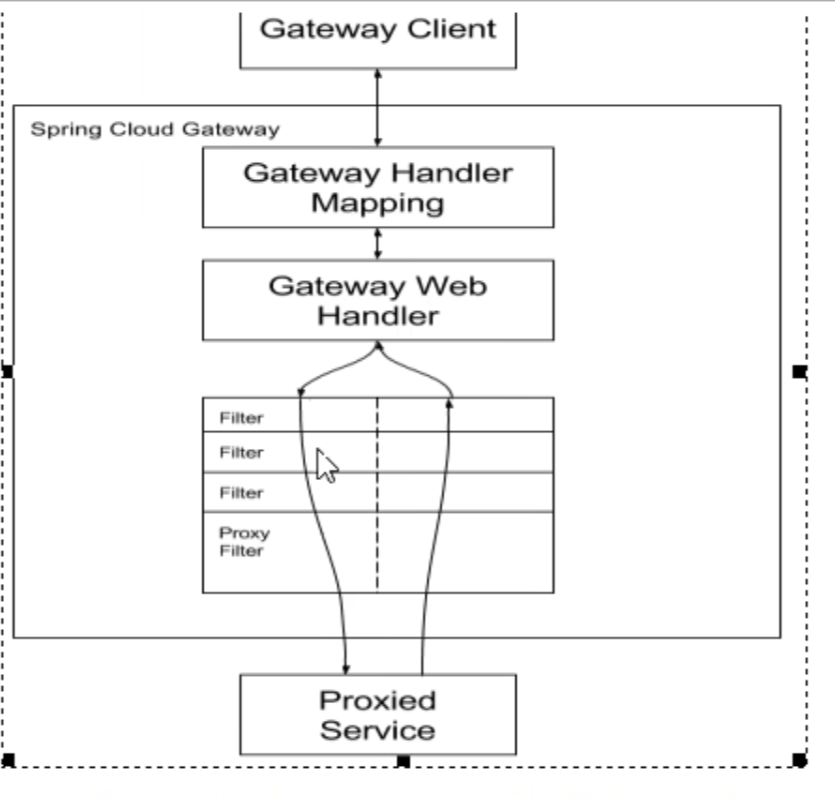 Gateway Client
Spring Cloud Gateway
Gateway Handler
Mapping
Gateway Web
Handler
Filter
Filter
Filter
Proxy
Filter
Proxied
Service